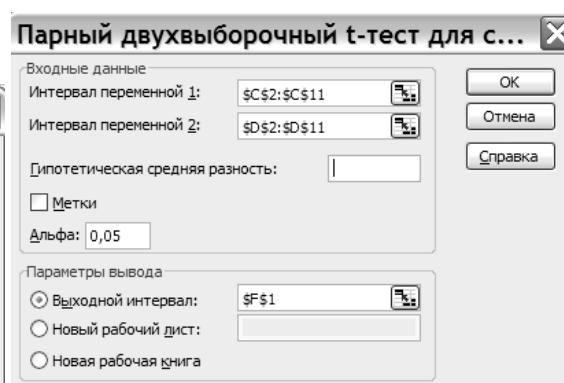 Парный двухвыборочный t-тест для с...
Входные данные
Интервал переменной 1: $C$2:$C$11
Интервал переменной 2: $D$2:$D$11
Гипотетическая средняя разность:
Метки
Альфа: 0,05
ОК
Отмена
Справка
Параметры вывода
Выходной интервал: $F$1
Новый рабочий лист:
Новая рабочая книга